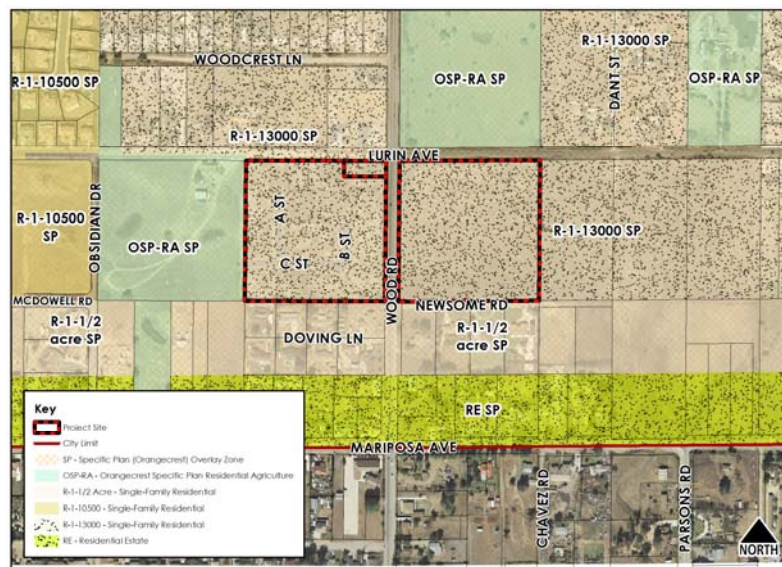 WOODCREST LN
R-1-13000 SP
DANT ST
R-1-10500 SP
OSP-RA SP
OSP-RA SP
R-1-13000 SP
LURIN AVE
R-1-10500
SP
OBSIDIAN DR
OSP-RA SP
A ST
B ST
C ST
WOOD RD
R-1-13000 SP
MCDOWELL RD
NEWSOME RD
R-1-1/2
acre SP
DOVING LN
R-1-1/2
acre SP
RE SP
MARIPOSA AVE
CHAVEZ RD
PARSONS RD
NORTH
Key
Project Site
City Limit
SP - Specific Plan (Orangecrest) Overlay Zone
OSP-RA - Orangecrest Specific Plan Residential Agriculture
R-1-1/2 Acre - Single-Family Residential
R-1-10500 - Single-Family Residential
R-1-13000 - Single-Family Residential
RE - Residential Estate